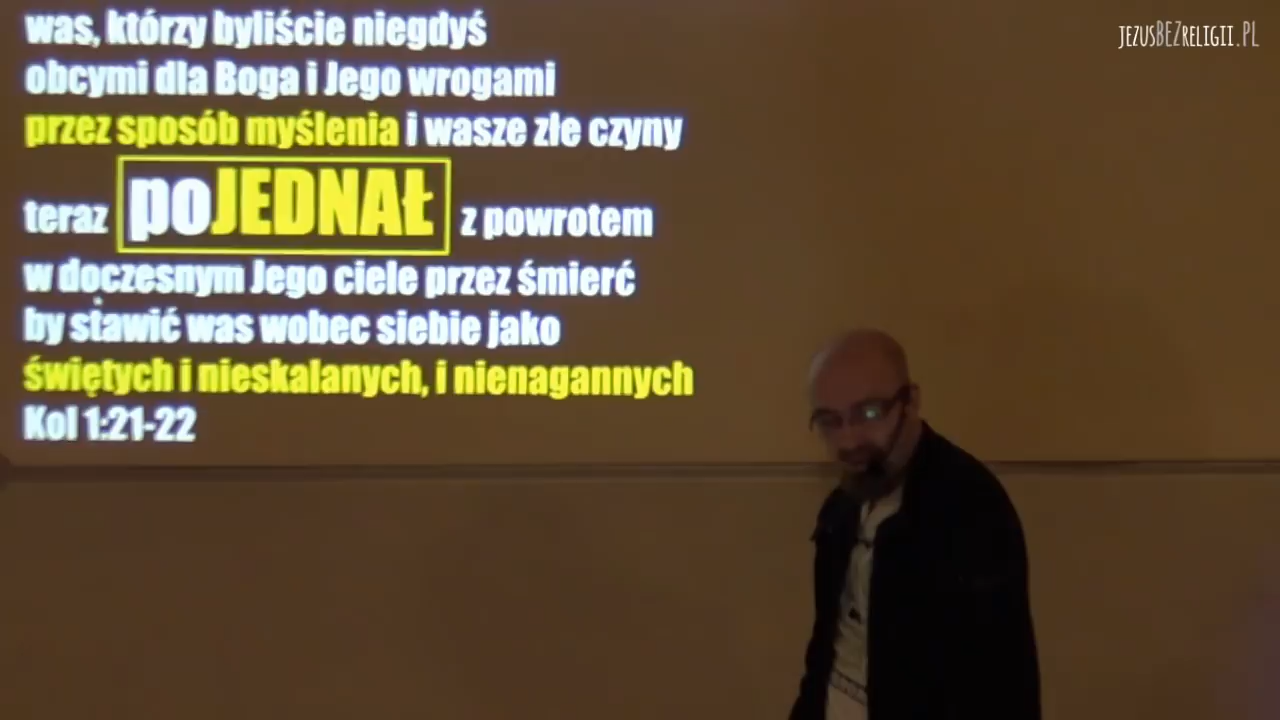 jezusBEZreligii.PL
was, którzy byliście niegdyś
obcymi dla Boga i Jego wrogami
przez sposób myślenia i wasze złe czyny
teraz poJEDNAŁ z powrotem
w doczesnym Jego ciele przez śmierć
by stawić was wobec siebie jako
świętych i nieskalanych, i nienagannych
Kol 1:21-22